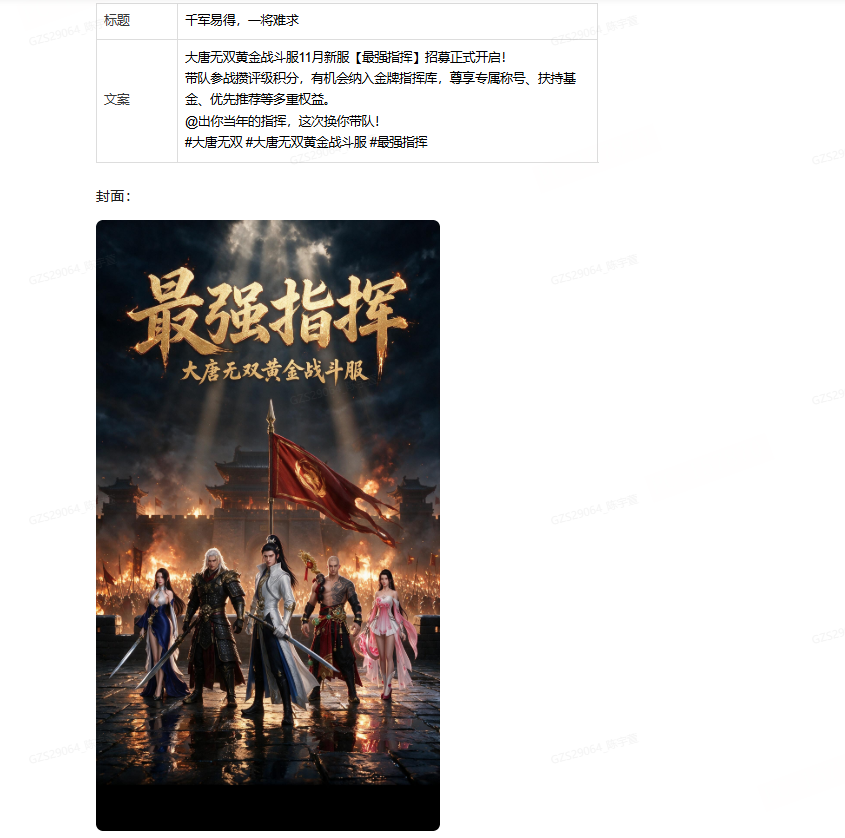 标题
千军易得，一将难求
文案
大唐无双黄金战斗服11月新服【最强指挥】招募正式开启！
带队参战攒评级积分，有机会纳入金牌指挥库，尊享专属称号、扶持基
金、优先推荐等多重权益。
@出你当年的指挥，这次换你带队！
#大唐无双 #大唐无双黄金战斗服 #最强指挥
封面：
最强指挥
大唐无双黄金战斗服